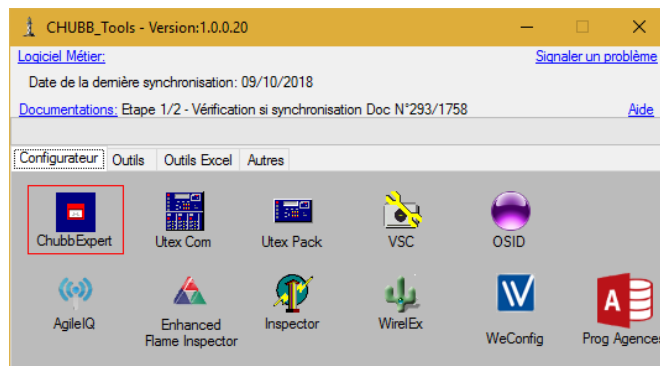 CHUBB_Tools - Version:1.0.0.20
Logiciel Métier:
Signaler un problème
Date de la dernière synchronisation: 09/10/2018
Documentations: Etape 1/2 - Vérification si synchronisation Doc N°293/1758
Aide
Configurateur Outils Outils Excel Autres
ChubbExpert Utex Com Utex Pack VSC OSID
AgileIQ Enhanced Flame Inspector Inspector WirelEx WeConfig Prog Agences